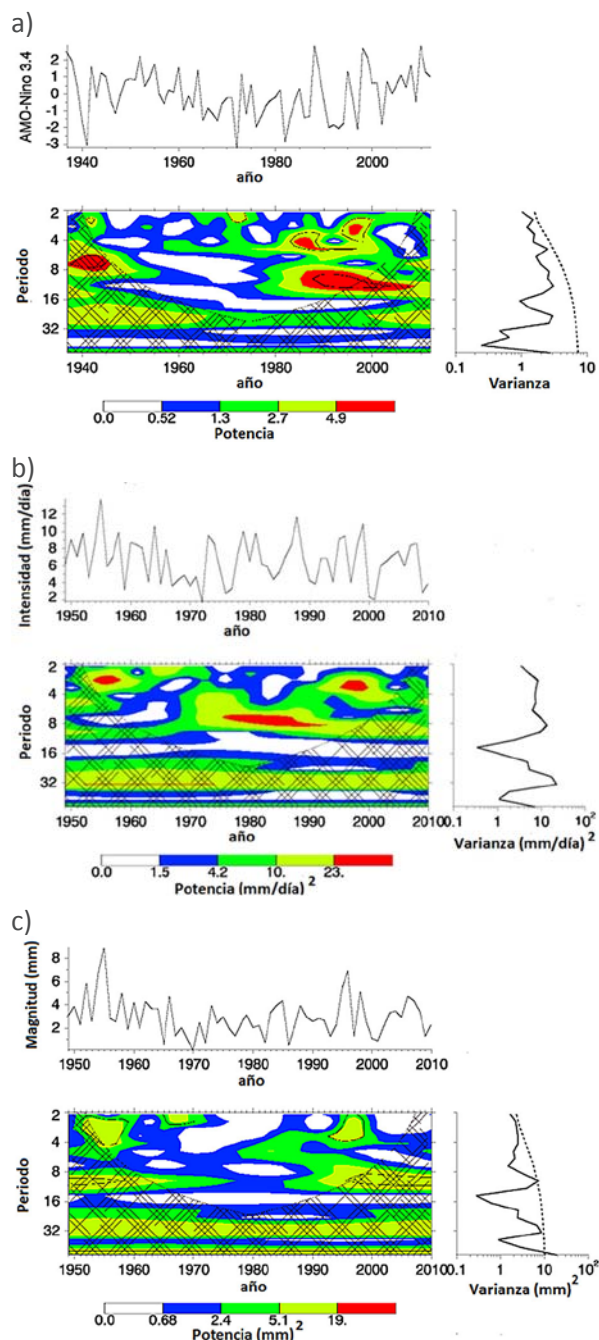 a)
AMO-Nino 3.4
2
1
0
-1
-2
-3
1940 1960 1980 2000
año
Periodo
2
4
8
16
32
1940 1960 1980 2000
año
0.1 1 10
Varianza
0.0 0.52 1.3 2.7 4.9
Potencia
b)
Intensidad (mm/día)
12
10
8
6
4
2
1950 1960 1970 1980 1990 2000 2010
año
Periodo
2
4
8
16
32
1950 1960 1970 1980 1990 2000 2010
año
0.1 1 10 10²
Varianza (mm/día)²
0.0 1.5 4.2 10. 23.
Potencia (mm/día)²
c)
Magnitud (mm)
8
6
4
2
1950 1960 1970 1980 1990 2000 2010
año
Periodo
2
4
8
16
32
1950 1960 1970 1980 1990 2000 2010
año
0.1 1 10 10²
Varianza (mm)²
0.0 0.68 2.4 5.1 19.
Potencia (mm)²